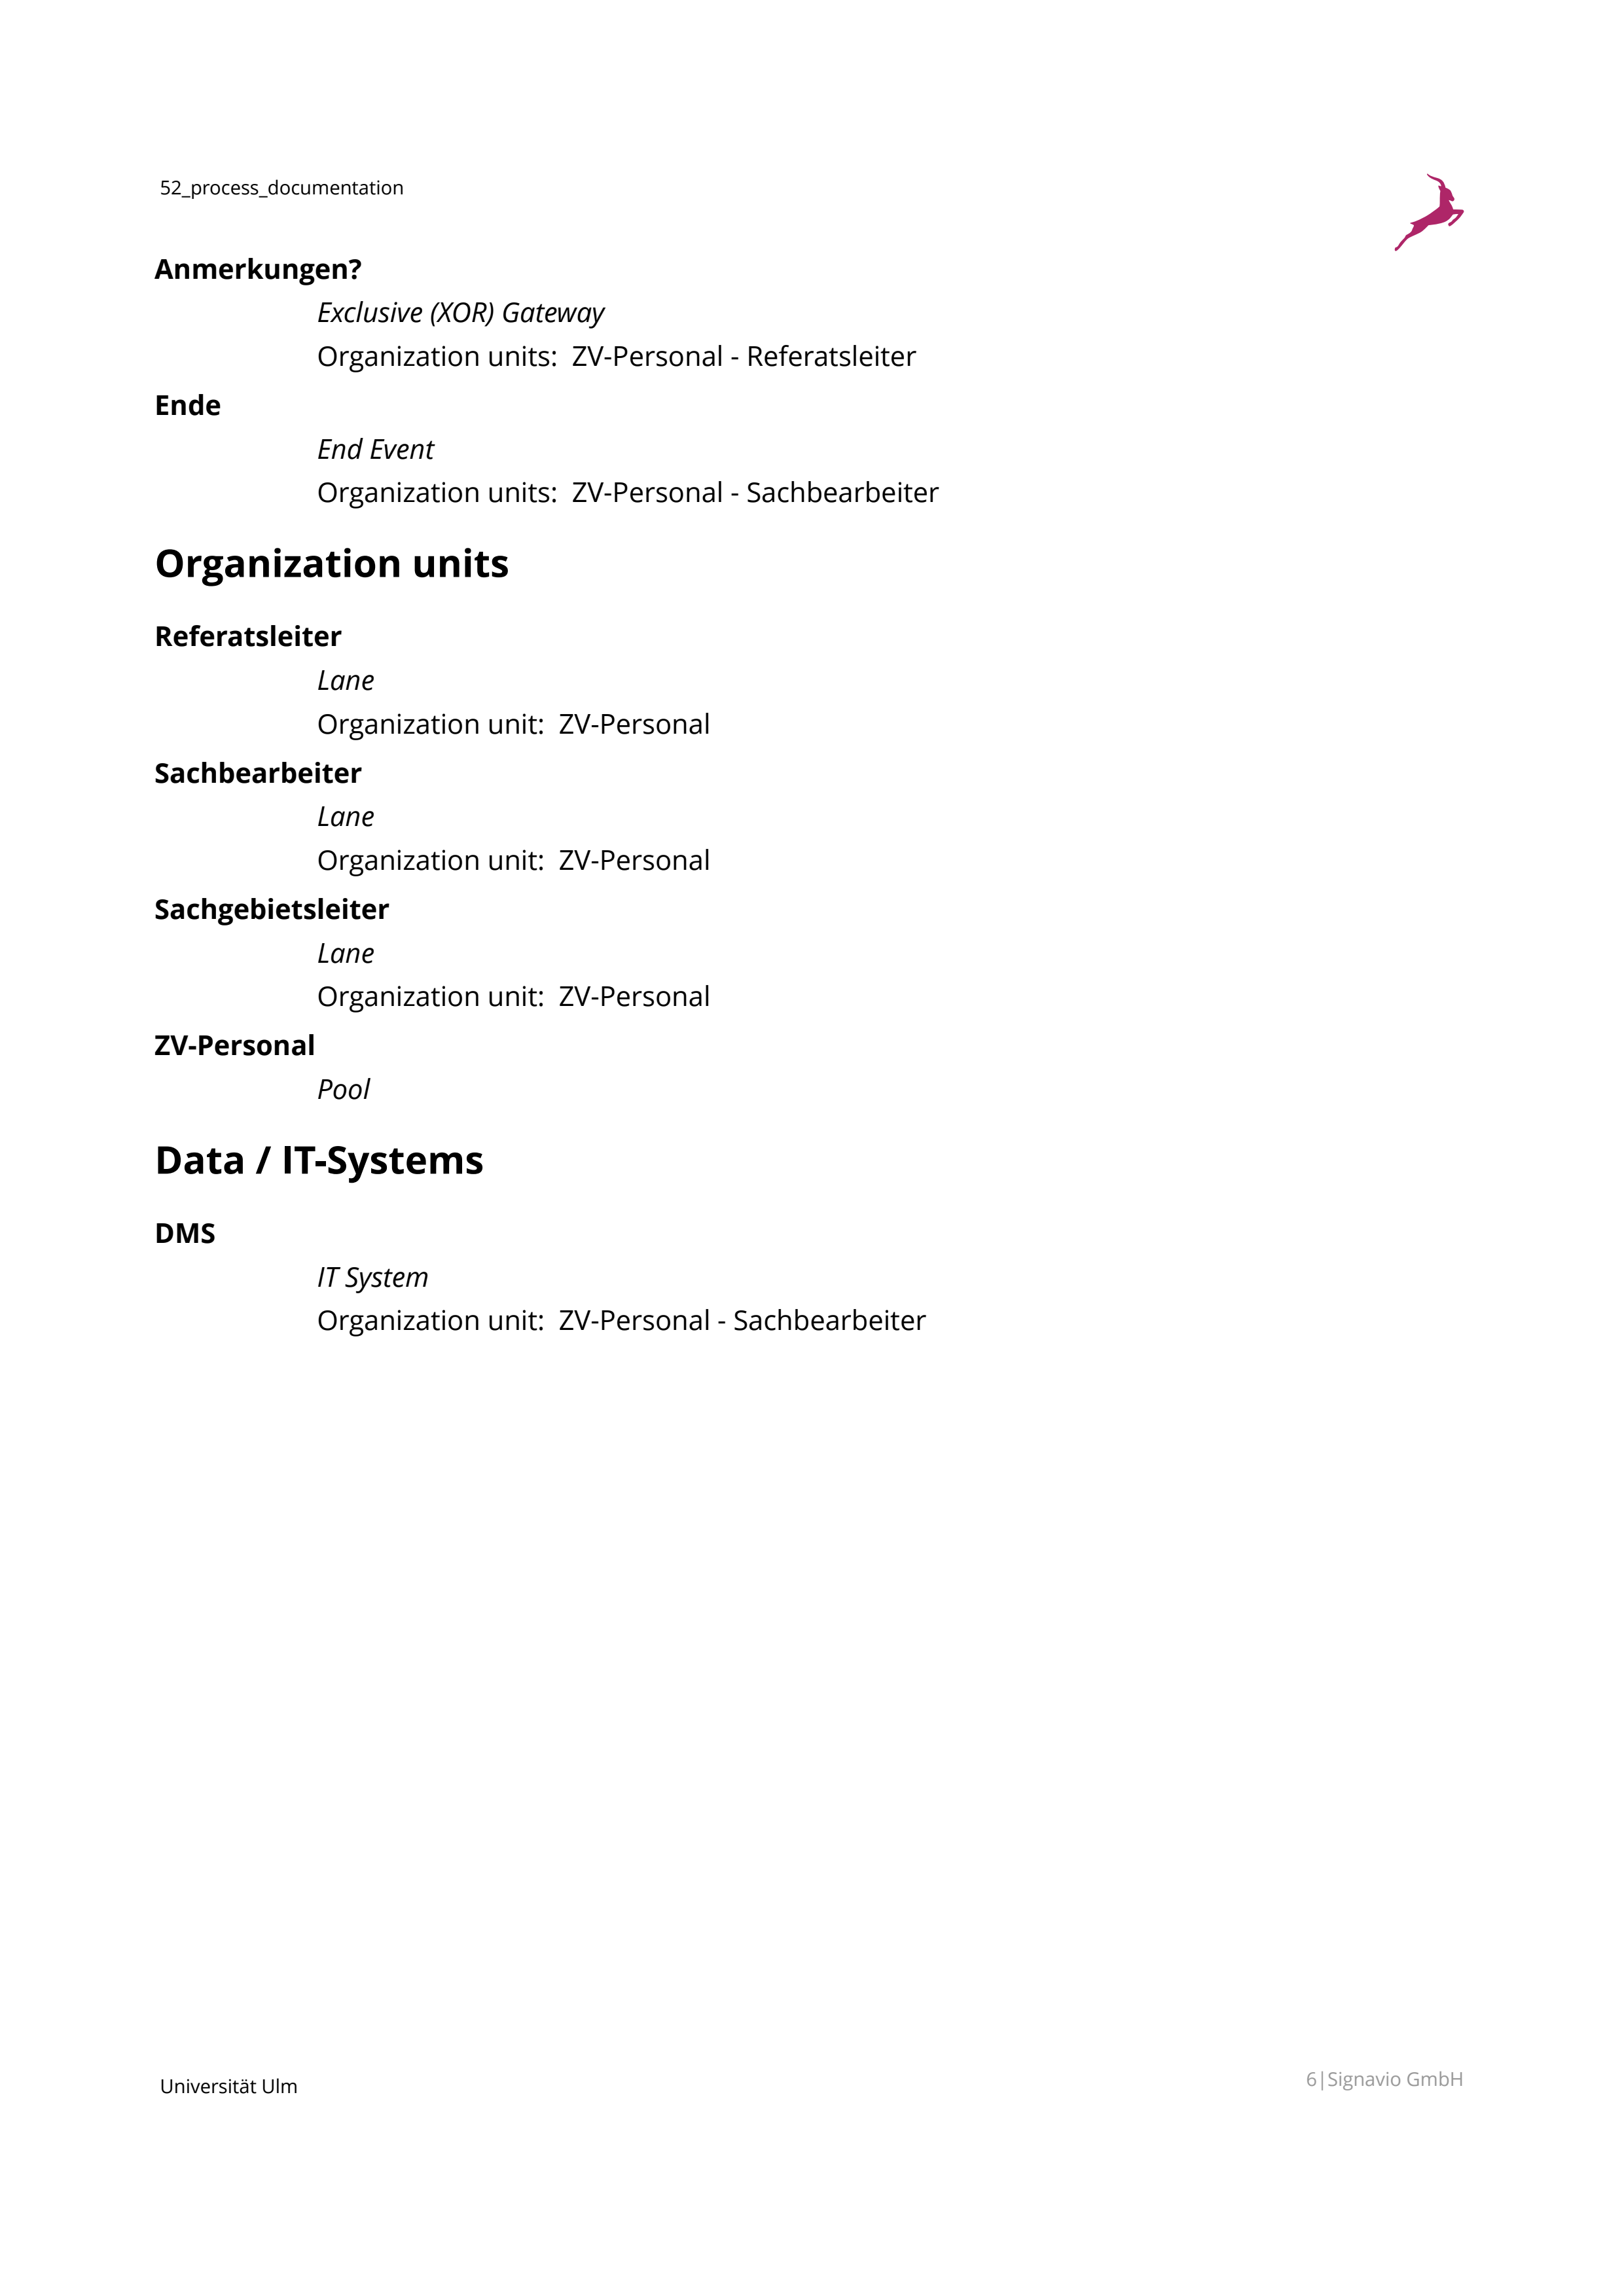 52_process_documentation
Anmerkungen?
Exclusive (XOR) Gateway
Organization units:  ZV-Personal - Referatsleiter
Ende
End Event
Organization units:  ZV-Personal - Sachbearbeiter
Organization units
Referatsleiter
Lane
Organization unit:  ZV-Personal
Sachbearbeiter
Lane
Organization unit:  ZV-Personal
Sachgebietsleiter
Lane
Organization unit:  ZV-Personal
ZV-Personal
Pool
Data / IT-Systems
DMS
IT System
Organization unit:  ZV-Personal - Sachbearbeiter
Universität Ulm
6|Signavio GmbH